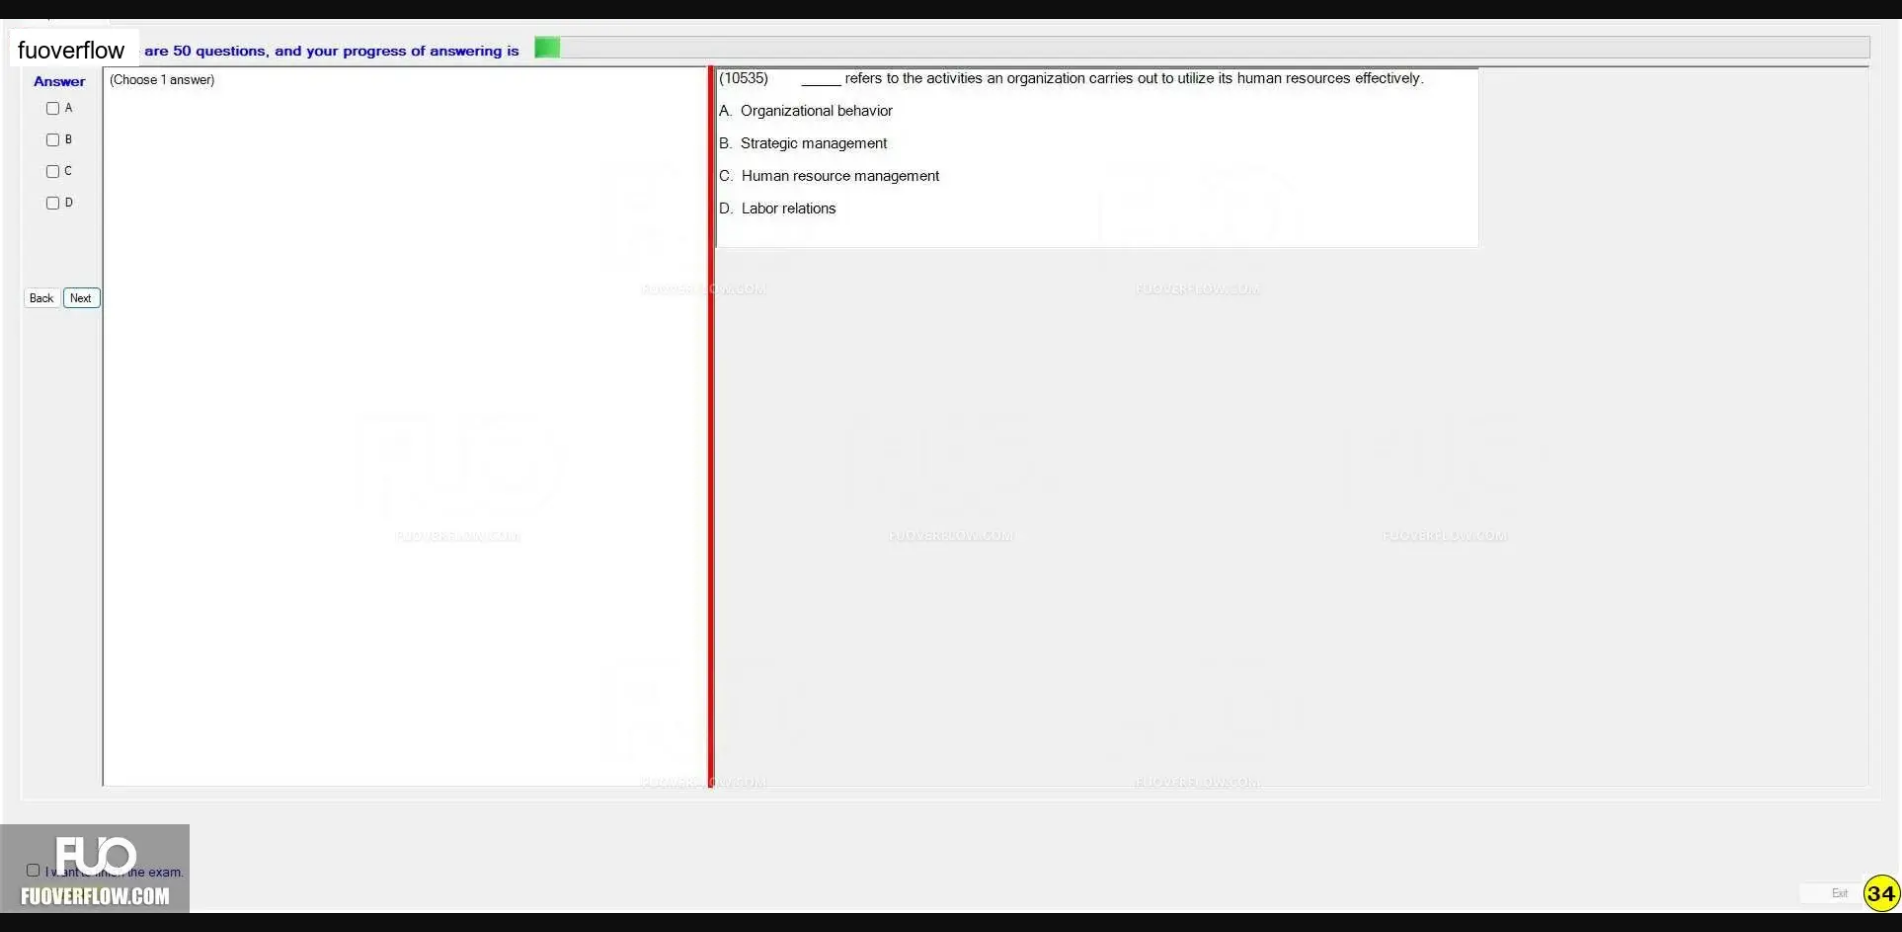 fuoverflow are 50 questions, and your progress of answering is
Answer
(Choose 1 answer)
A
B
C
D
Back Next
(10535) _____ refers to the activities an organization carries out to utilize its human resources effectively.
A. Organizational behavior
B. Strategic management
C. Human resource management
D. Labor relations
FUOVERFLOW.COM
FUOVERFLOW.COM
FUOVERFLOW.COM
FUOVERFLOW.COM
FUOVERFLOW.COM
FUOVERFLOW.COM
FUOVERFLOW.COM
FUO
I want to finish the exam.
FUOVERFLOW.COM
Exit
34